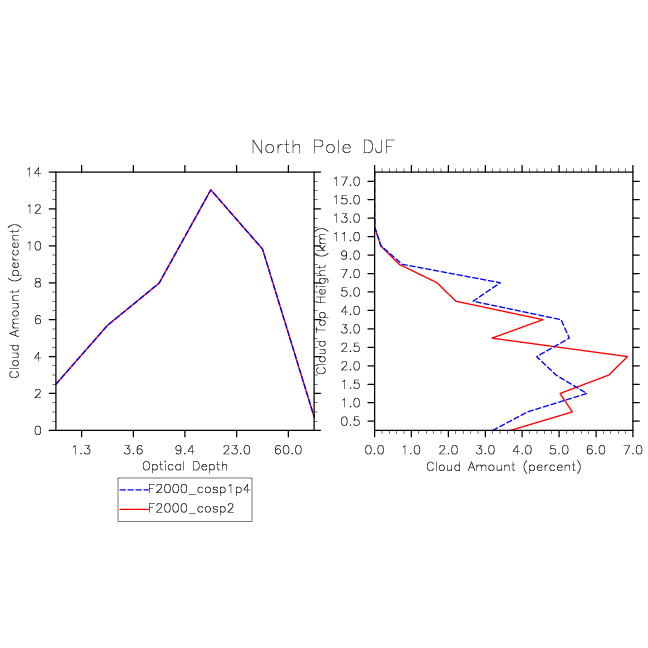 North Pole DJF
Cloud Amount (percent)
14
12
10
8
6
4
2
0
1.3 3.6 9.4 23.0 60.0
Optical Depth
Cloud Top Height (km)
17.0
15.0
13.0
11.0
9.0
7.0
5.0
4.0
3.0
2.5
2.0
1.5
1.0
0.5
0.0 1.0 2.0 3.0 4.0 5.0 6.0 7.0
Cloud Amount (percent)
F2000_cosp1p4
F2000_cosp2